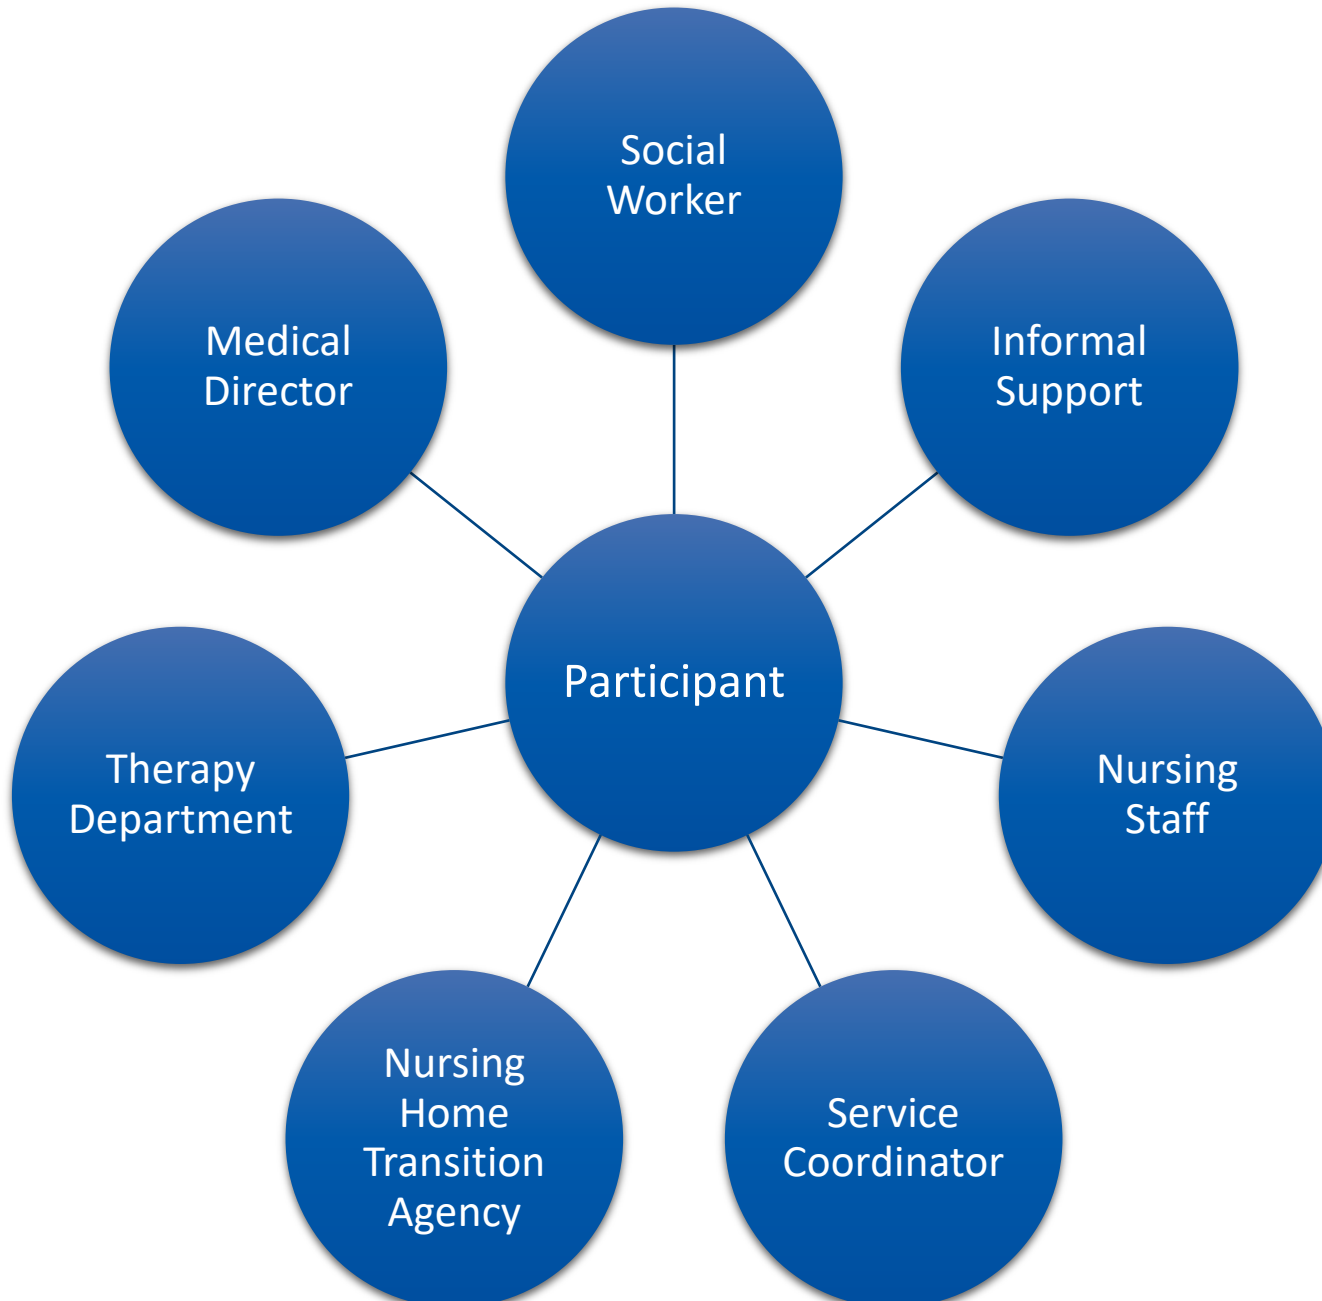 Social
Worker
Informal
Support
Medical
Director
Participant
Nursing
Staff
Therapy
Department
Service
Coordinator
Nursing
Home
Transition
Agency